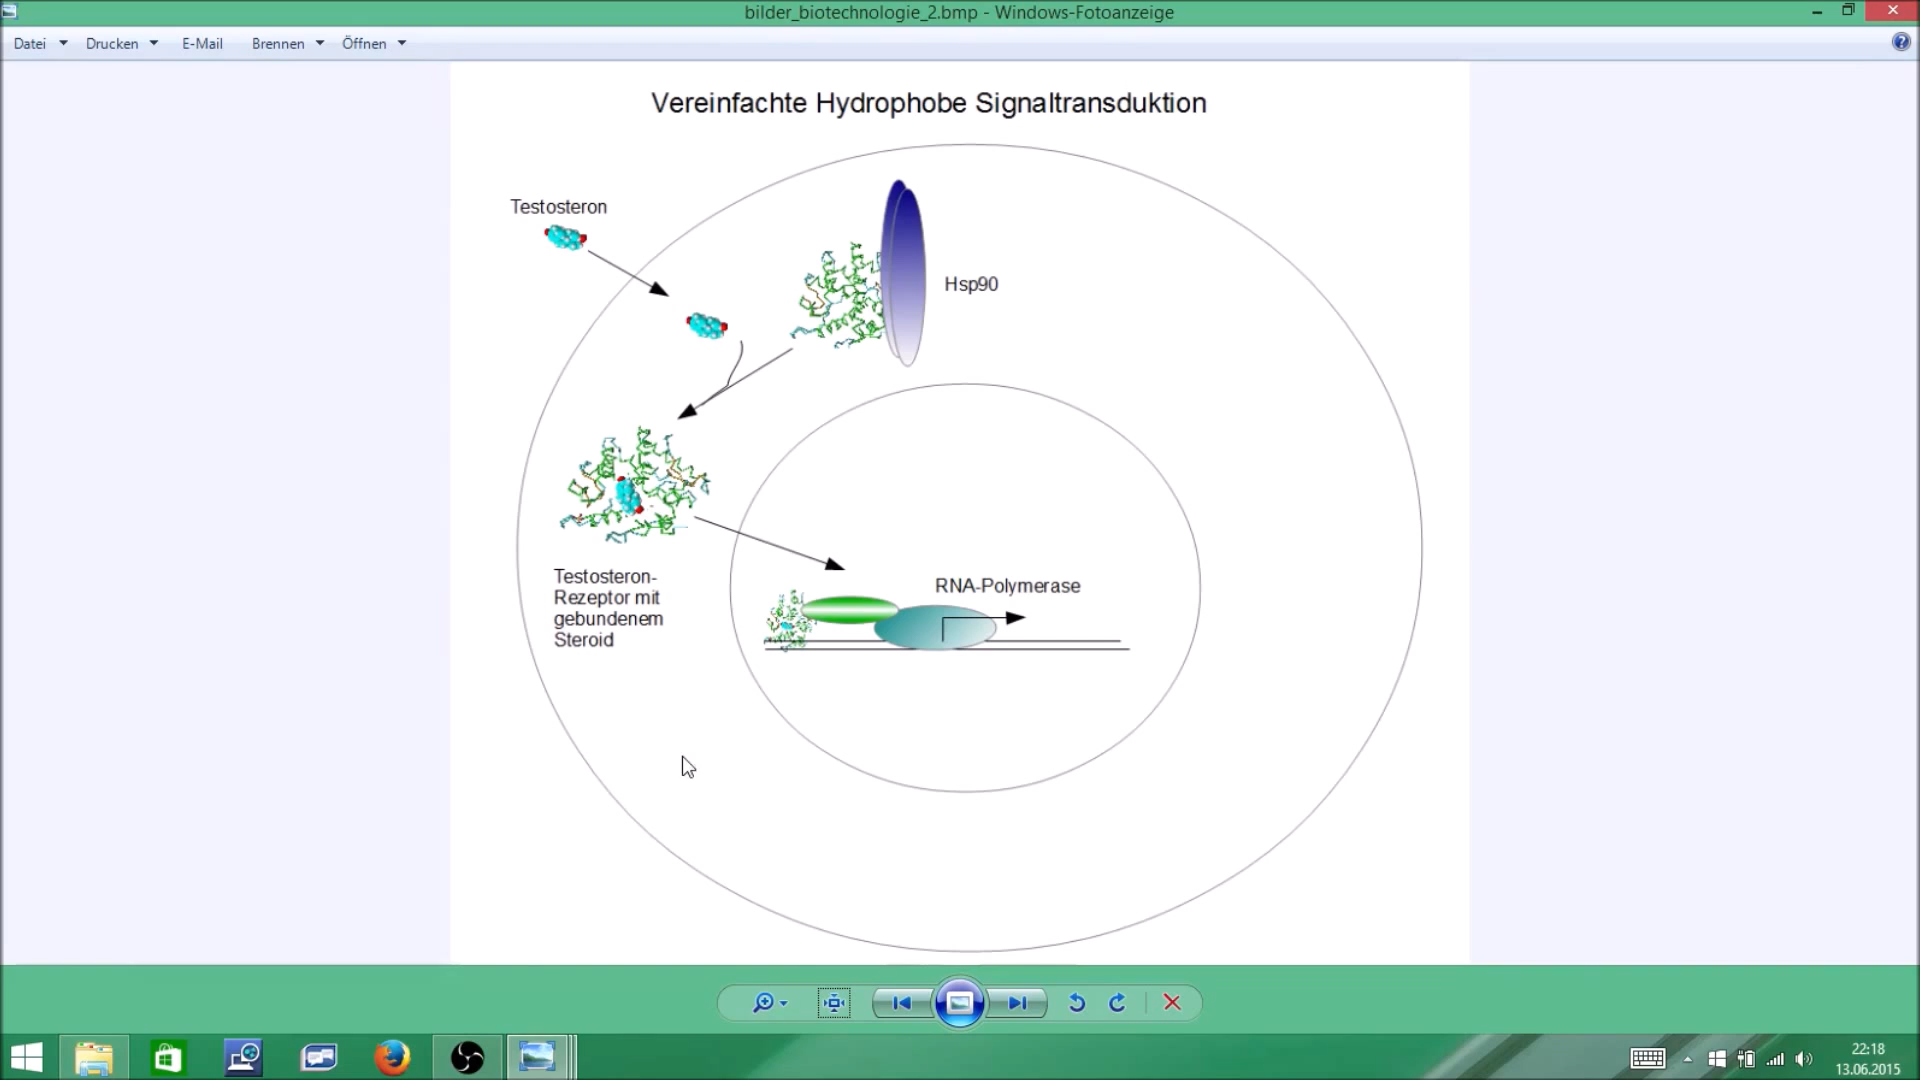 bilder_biotechnologie_2.bmp - Windows-Fotoanzeige
Datei Drucken E-Mail Brennen Öffnen
Vereinfachte Hydrophobe Signaltransduktion
Testosteron
Hsp90
RNA-Polymerase
Testosteron-
Rezeptor mit
gebundenem
Steroid
22:18
13.06.2015